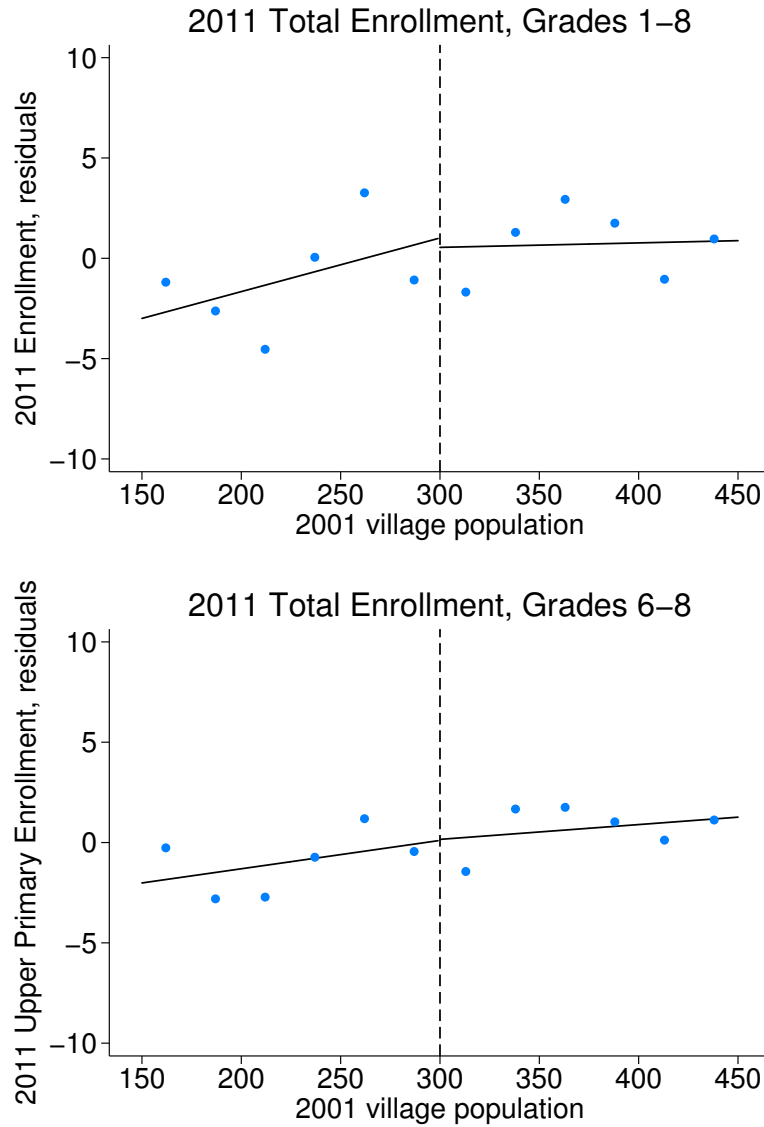 2011 Total Enrollment, Grades 1–8
2011 Enrollment, residuals
10
5
0
−5
−10
150 200 250 300 350 400 450
2001 village population
2011 Total Enrollment, Grades 6–8
2011 Upper Primary Enrollment, residuals
10
5
0
−5
−10
150 200 250 300 350 400 450
2001 village population